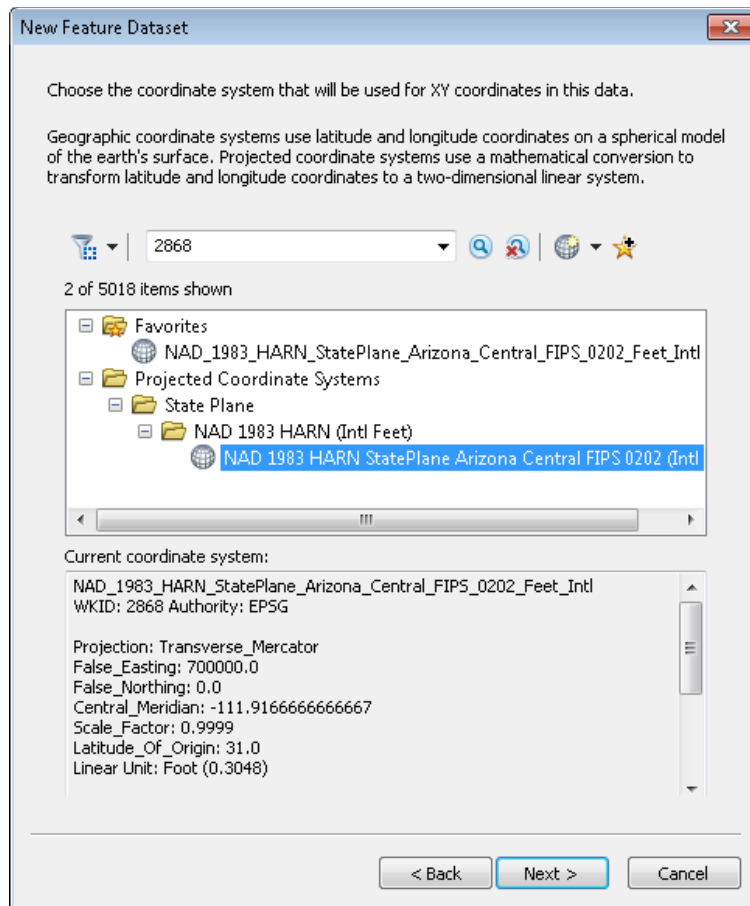 New Feature Dataset
Choose the coordinate system that will be used for XY coordinates in this data.
Geographic coordinate systems use latitude and longitude coordinates on a spherical model
of the earth's surface. Projected coordinate systems use a mathematical conversion to
transform latitude and longitude coordinates to a two-dimensional linear system.
2868
2 of 5018 items shown
Favorites
NAD_1983_HARN_StatePlane_Arizona_Central_FIPS_0202_Feet_Intl
Projected Coordinate Systems
State Plane
NAD 1983 HARN (Intl Feet)
NAD 1983 HARN StatePlane Arizona Central FIPS 0202 (Intl
Current coordinate system:
NAD_1983_HARN_StatePlane_Arizona_Central_FIPS_0202_Feet_Intl
WKID: 2868 Authority: EPSG
Projection: Transverse_Mercator
False_Easting: 700000.0
False_Northing: 0.0
Central_Meridian: -111.9166666666667
Scale_Factor: 0.9999
Latitude_Of_Origin: 31.0
Linear Unit: Foot (0.3048)
< Back Next > Cancel